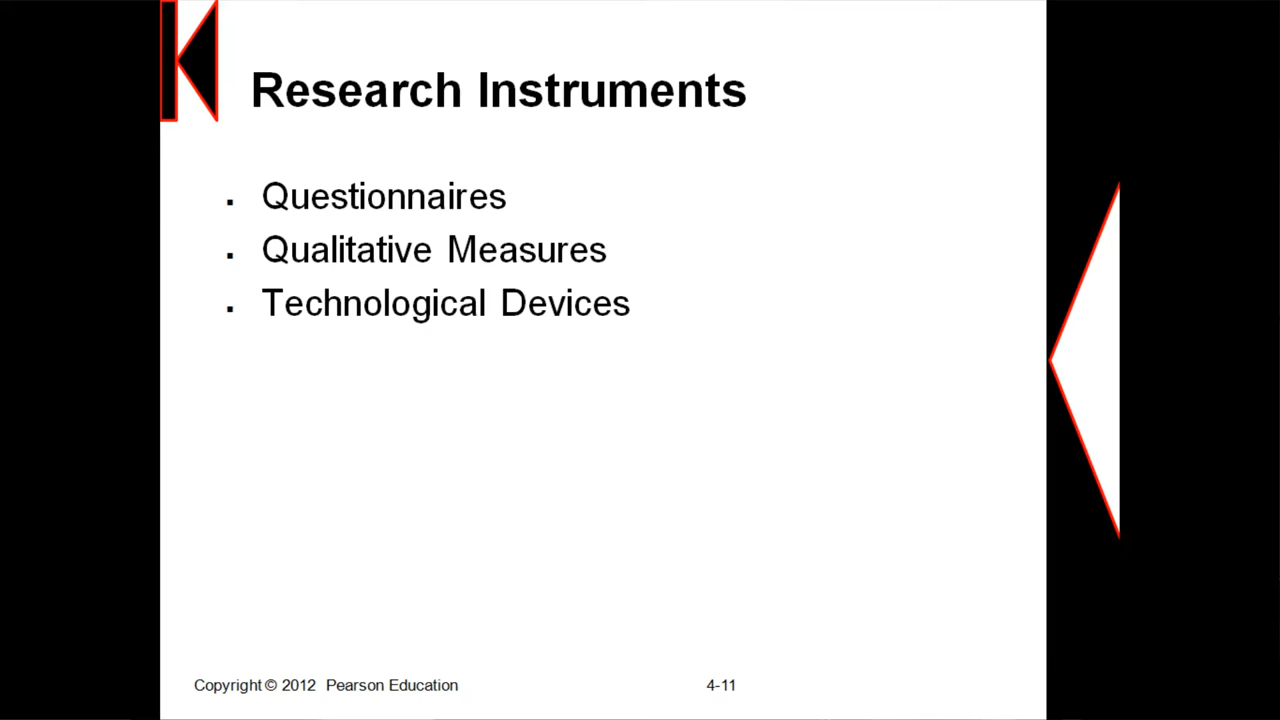 Research Instruments
▪ Questionnaires
▪ Qualitative Measures
▪ Technological Devices
Copyright © 2012 Pearson Education
4-11